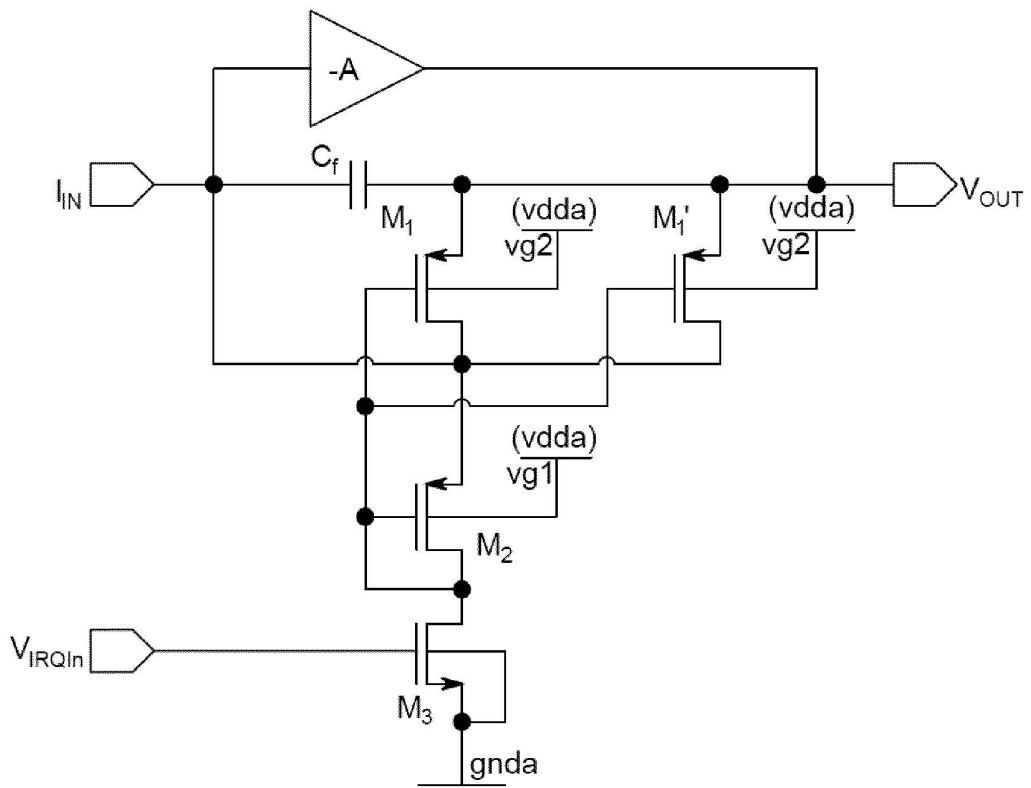 -A
C_f
I_IN
V_OUT
M_1
(vdda)
vg2
M_1'
(vdda)
vg2
(vdda)
vg1
M_2
V_IRQIn
M_3
gnda